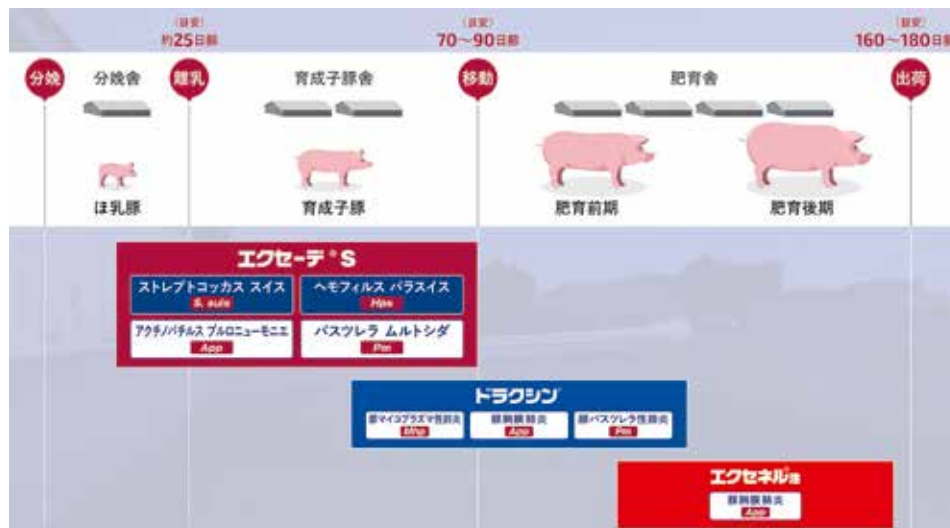 (目安)
約25日齢
(目安)
70〜90日齢
(目安)
160〜180日齢
分娩
分娩舎
離乳
育成子豚舎
移動
肥育舎
出荷
ほ乳豚
育成子豚
肥育前期
肥育後期
エクセーデ®S
ストレプトコッカス スイス
S. suis
ヘモフィルス パラスイス
Hps
アクチノバチルス プルロニューモニエ
App
パスツレラ ムルトシダ
Pm
ドラクシン
豚マイコプラズマ性肺炎
Mhp
豚胸膜肺炎
App
豚パスツレラ性肺炎
Pm
エクセネル®注
豚胸膜肺炎
App